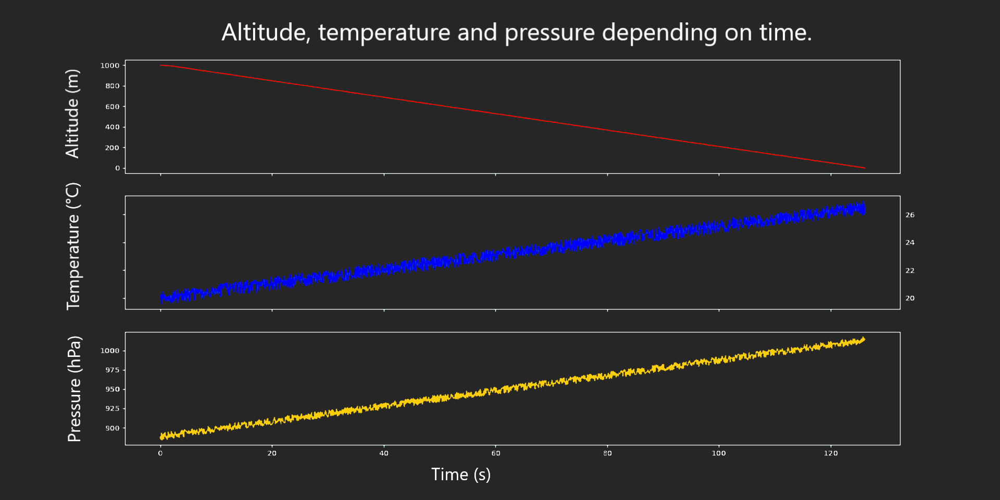 Altitude, temperature and pressure depending on time.
Altitude (m)
1000
800
600
400
200
0
Temperature (°C)
26
24
22
20
Pressure (hPa)
1000
975
950
925
900
0 20 40 60 80 100 120
Time (s)